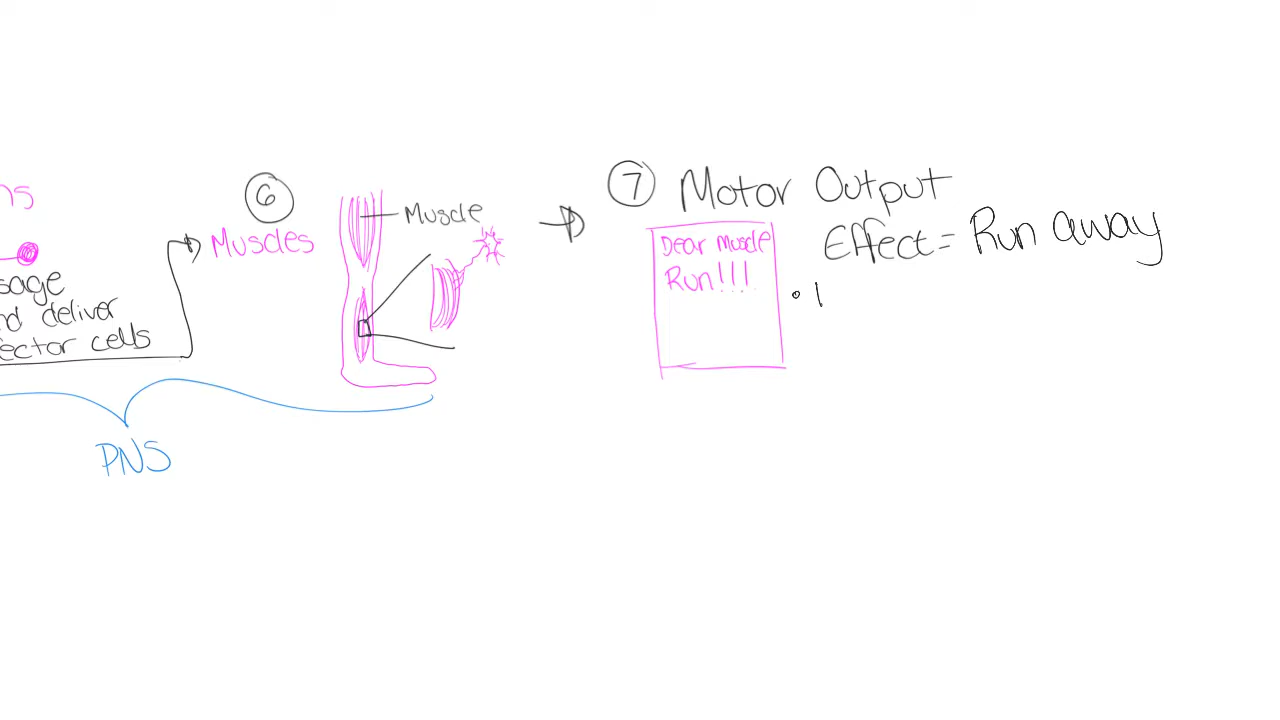 ns
sage
nd deliver
ector cells
PNS
6
Muscles
Muscle
7 Motor Output
Effect = Run away
Dear Muscle
Run!!!
•